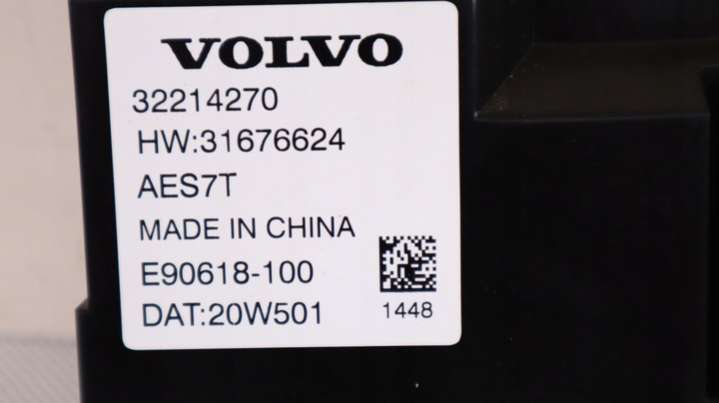 VOLVO
32214270
HW:31676624
AES7T
MADE IN CHINA
E90618-100
DAT:20W501
1448